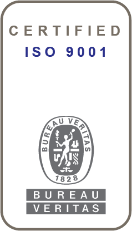 CERTIFIED
ISO 9001
BUREAU VERITAS
1828
BUREAU
VERITAS